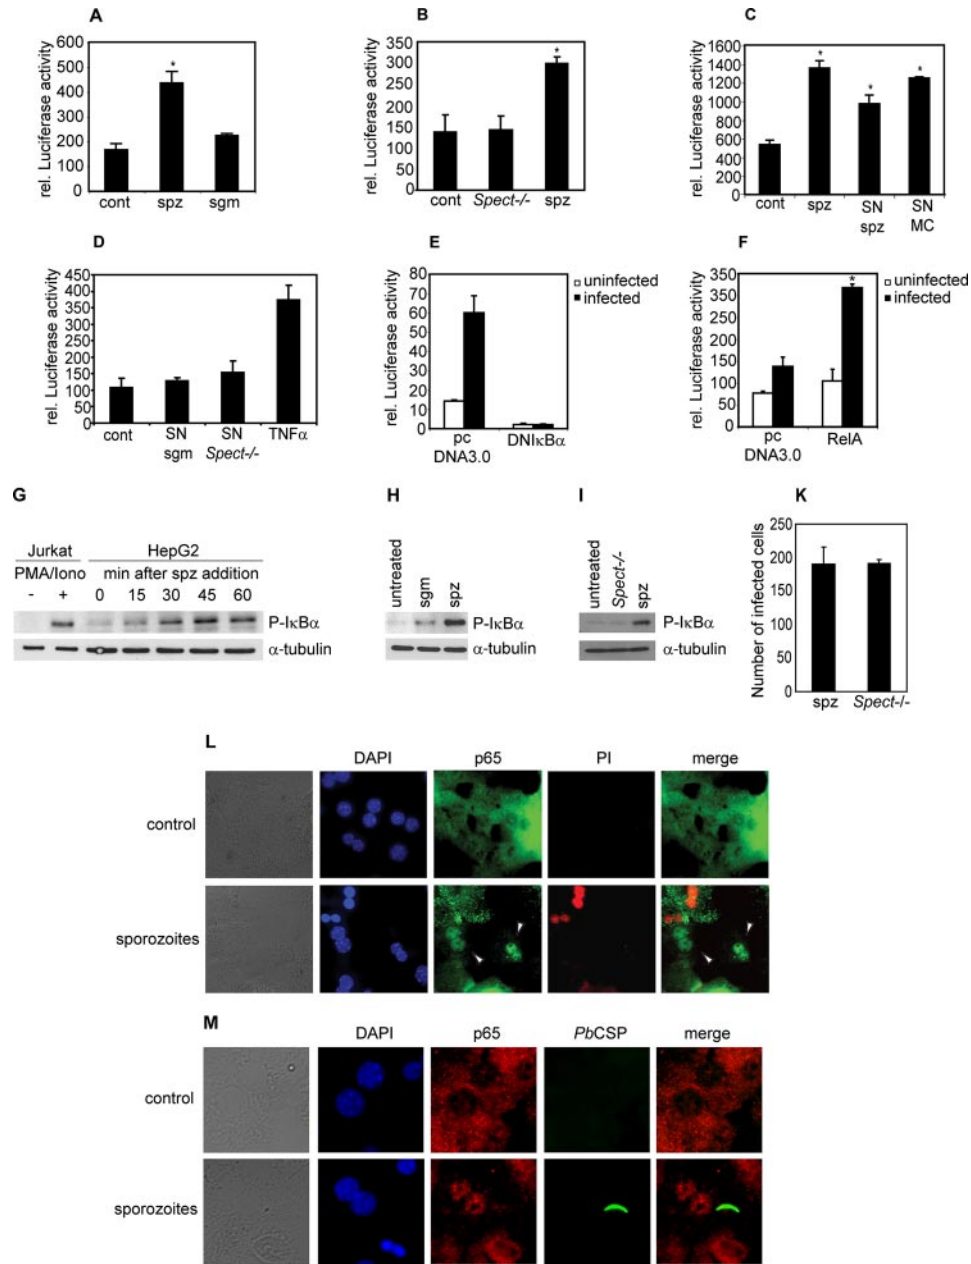 A
rel. Luciferase activity
600
500
400
300
200
100
0
*
cont spz sgm
B
rel. Luciferase activity
350
300
300
200
150
100
50
0
*
cont Spect-/- spz
C
rel. Luciferase activity
1600
1400
1200
1000
800
600
400
200
0
* * *
cont spz SN SN
spz MC
D
rel. Luciferase activity
450
400
350
300
250
200
150
100
50
0
cont SN SN TNFα
sgm Spect-/-
E
rel. Luciferase activity
80
70
60
50
40
30
20
10
0
uninfected
infected
pc DNIκBα
DNA3.0
F
rel. Luciferase activity
350
350
250
200
150
100
50
0
*
uninfected
infected
pc RelA
DNA3.0
G
Jurkat HepG2
PMA/Iono min after spz addition
- + 0 15 30 45 60
P-IκBα
α-tubulin
H
untreated sgm spz
P-IκBα
α-tubulin
I
untreated Spect-/- spz
P-IκBα
α-tubulin
K
Number of infected cells
250
200
150
100
50
0
spz Spect-/-
L
DAPI p65 PI merge
control
sporozoites
M
DAPI p65 PbCSP merge
control
sporozoites